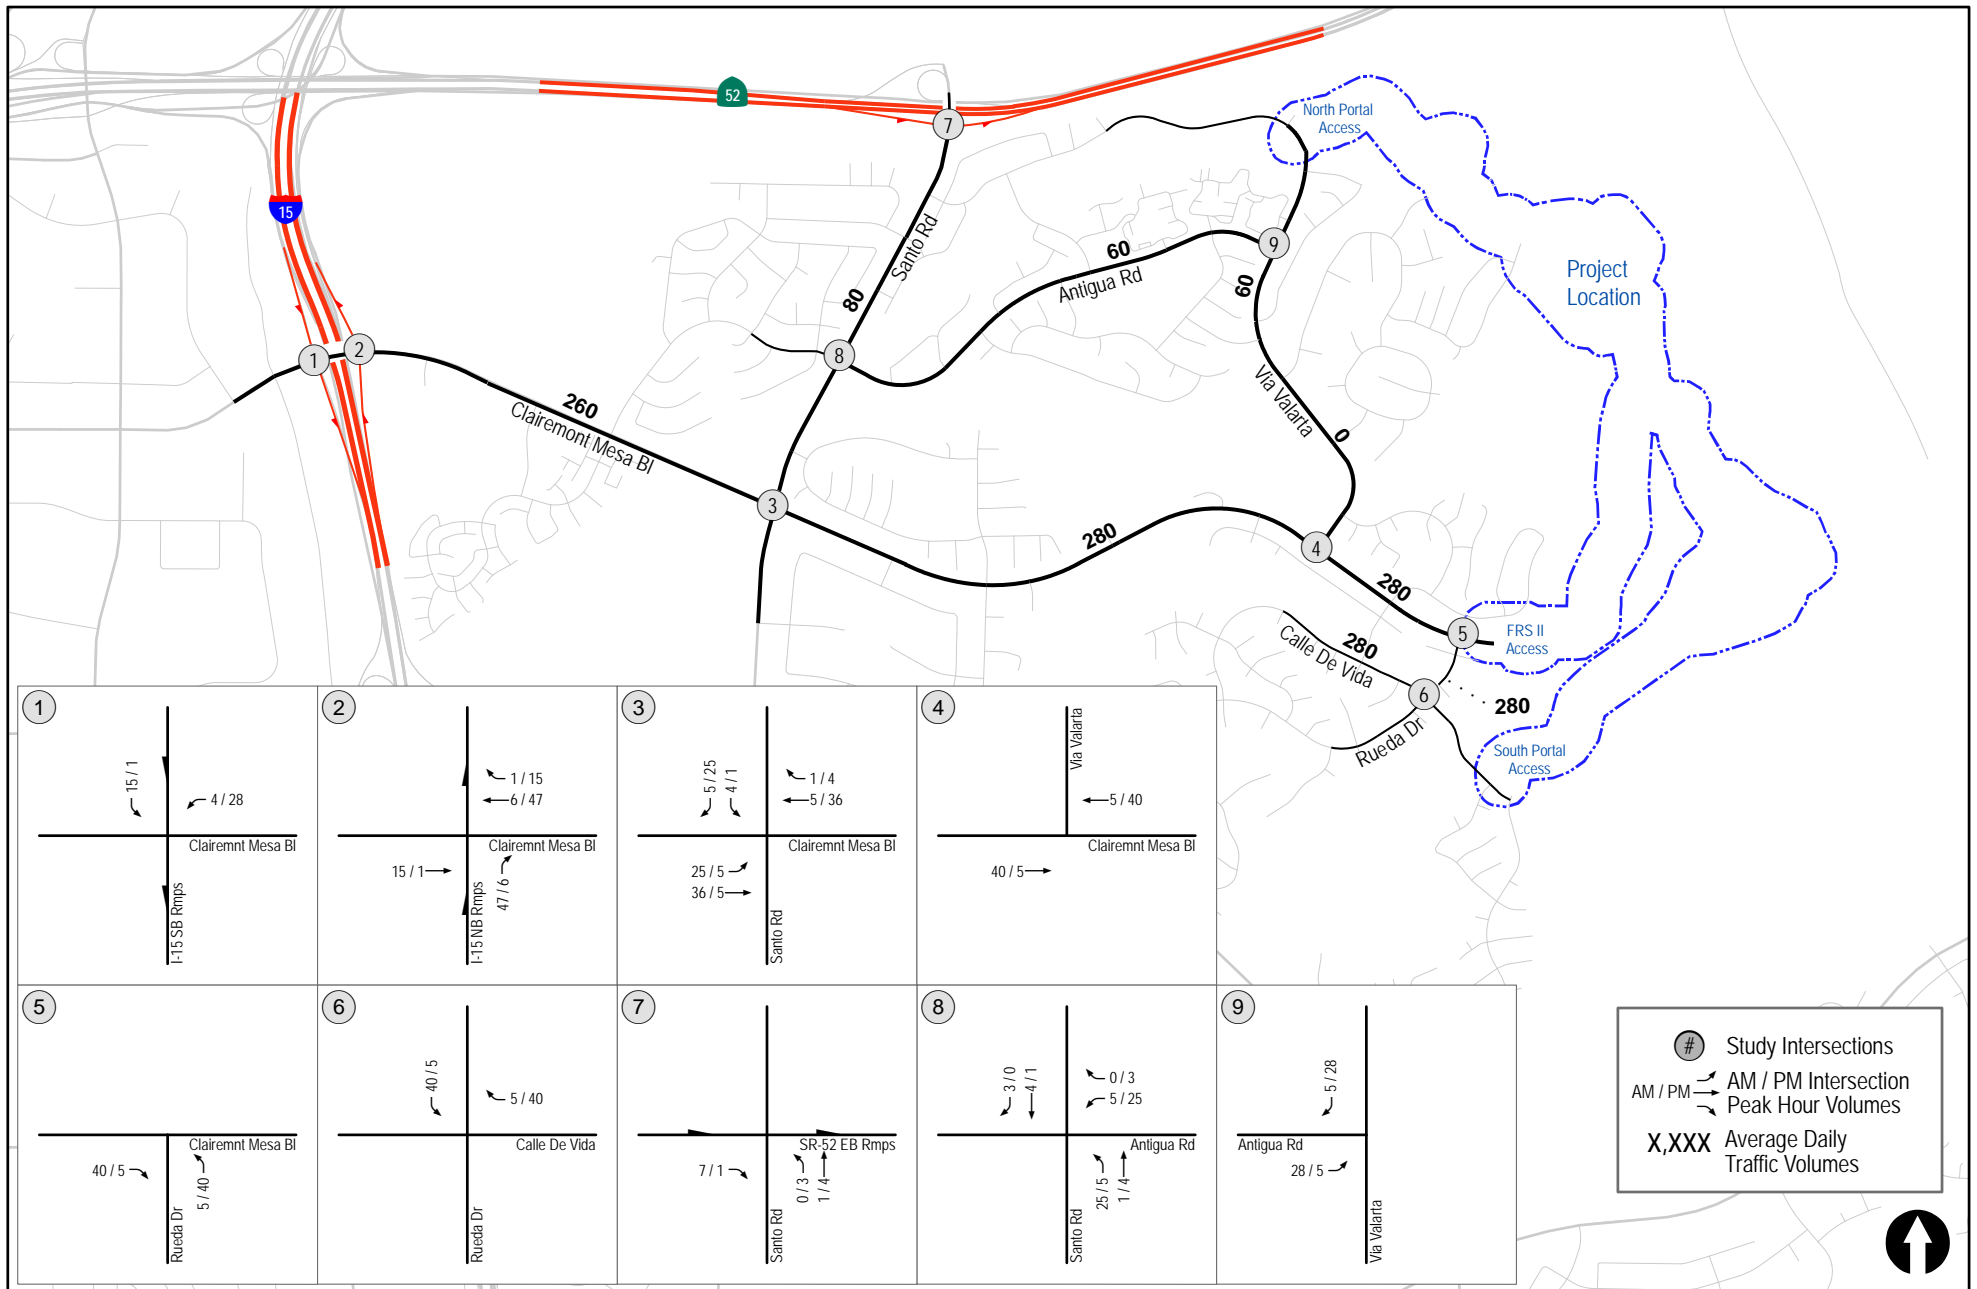 52
7
North Portal
Access
15
Santo Rd
80
60
Antigua Rd
9
60
Project
Location
1
2
8
260
Clairemont Mesa Bl
Via Valarta
0
3
280
4
280
5
FRS II
Access
280
Calle De Vida
6
280
Rueda Dr
South Portal
Access
1
15 / 1
4 / 28
Clairemnt Mesa Bl
I-15 SB Rmps
2
1 / 15
6 / 47
Clairemnt Mesa Bl
15 / 1
47 / 6
I-15 NB Rmps
3
5 / 25
4 / 1
1 / 4
5 / 36
Clairemnt Mesa Bl
25 / 5
36 / 5
Santo Rd
4
Via Valarta
5 / 40
Clairemnt Mesa Bl
40 / 5
5
Clairemnt Mesa Bl
40 / 5
5 / 40
Rueda Dr
6
40 / 5
5 / 40
Calle De Vida
Rueda Dr
7
SR-52 EB Rmps
7 / 1
0 / 3
1 / 4
Santo Rd
8
3 / 0
4 / 1
0 / 3
5 / 25
Antigua Rd
25 / 5
1 / 4
Santo Rd
9
5 / 28
Antigua Rd
28 / 5
Via Valarta
# Study Intersections
AM / PM AM / PM Intersection
Peak Hour Volumes
X,XXX Average Daily
Traffic Volumes